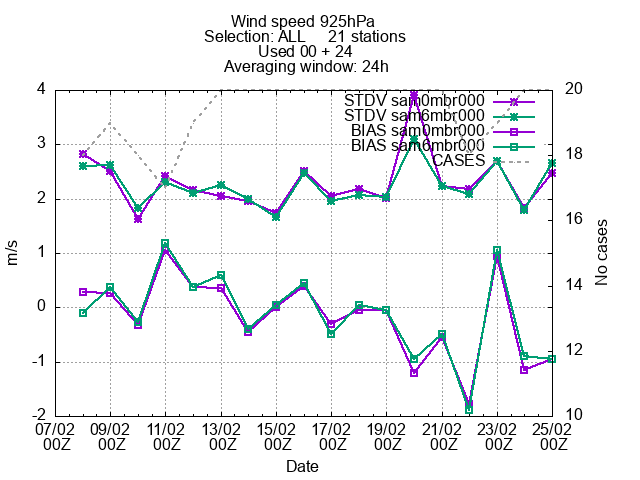 Wind speed 925hPa
Selection: ALL 21 stations
Used 00 + 24
Averaging window: 24h
STDV sam0mbr000
STDV sam6mbr000
BIAS sam0mbr000
BIAS sam6mbr000
CASES
4
3
2
1
0
-1
-2
m/s
20
18
16
14
12
10
No cases
07/02 09/02 11/02 13/02 15/02 17/02 19/02 21/02 23/02 25/02
00Z 00Z 00Z 00Z 00Z 00Z 00Z 00Z 00Z 00Z
Date